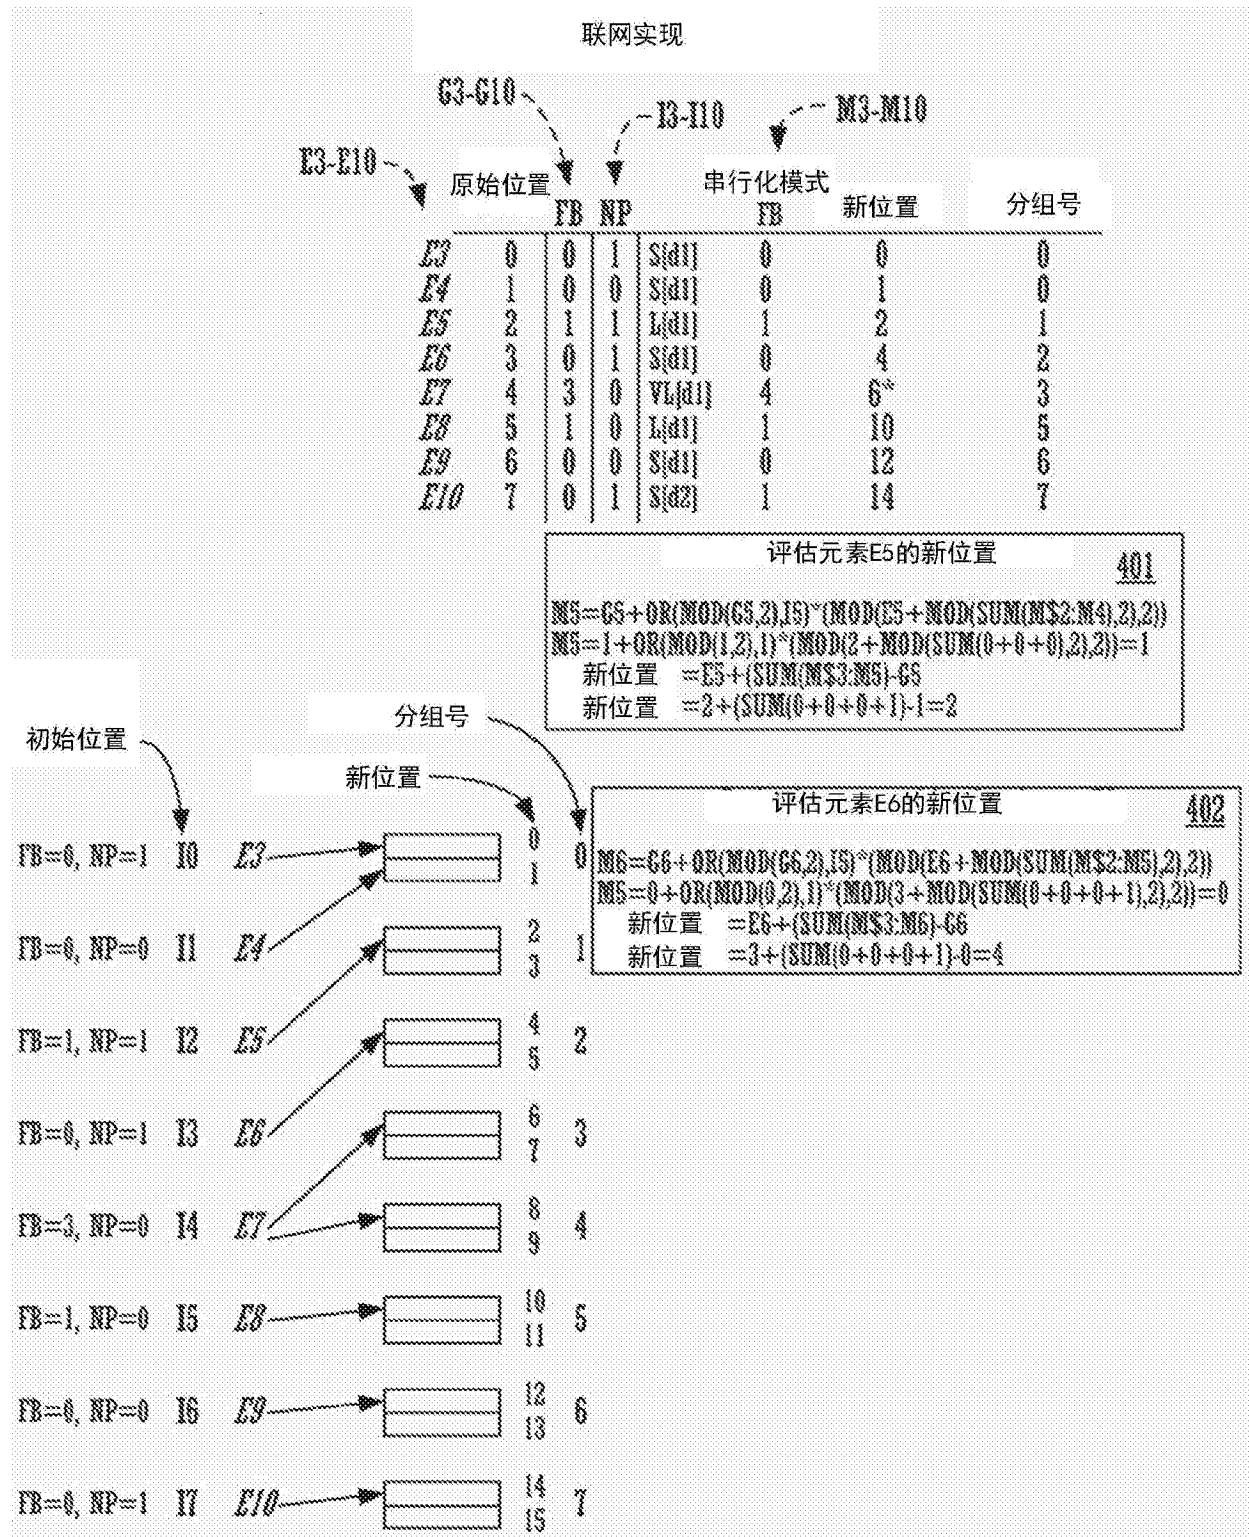 联网实现
G3-G10
I3-I10
M3-M10
E3-E10
原始位置 FB NP 串行化模式 FB 新位置 分组号
E3 0 0 1 S[d1] 0 0 0
E4 1 0 0 S[d1] 0 1 0
E5 2 1 1 L[d1] 1 2 1
E6 3 0 1 S[d1] 0 4 2
E7 4 3 0 VL[d1] 4 6* 3
E8 5 1 0 L[d1] 1 10 5
E9 6 0 0 S[d1] 0 12 6
E10 7 0 1 S[d2] 1 14 7
评估元素E5的新位置 401
M5=G5+OR(MOD(G5,2),I5)*(MOD(E5+MOD(SUM(M$2:M4),2),2))
M5=1+OR(MOD(1,2),1)*(MOD(2+MOD(SUM(0+0+0),2),2))=1
新位置 =E5+(SUM(M$3:M5)-G5
新位置 =2+(SUM(0+0+0+1)-1=2
初始位置
分组号
新位置
评估元素E6的新位置 402
M6=G6+OR(MOD(G6,2),I5)*(MOD(E6+MOD(SUM(M$2:M5),2),2))
M5=0+OR(MOD(0,2),1)*(MOD(3+MOD(SUM(0+0+0+1),2),2))=0
新位置 =E6+(SUM(M$3:M6)-G6
新位置 =3+(SUM(0+0+0+1)-0=4
FB=0, NP=1 I0 E3 0 1 0
FB=0, NP=0 I1 E4 2 3 1
FB=1, NP=1 I2 E5 4 5 2
FB=0, NP=1 I3 E6 6 7 3
FB=3, NP=0 I4 E7 8 9 4
FB=1, NP=0 I5 E8 10 11 5
FB=0, NP=0 I6 E9 12 13 6
FB=0, NP=1 I7 E10 14 15 7